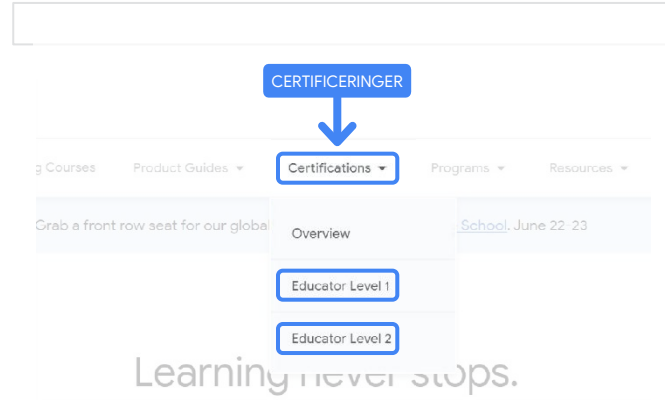 CERTIFICERINGER
g Courses Product Guides Certifications Programs Resources
Grab a front row seat for our global School. June 22-23
Overview
Educator Level 1
Educator Level 2
Learning never stops.